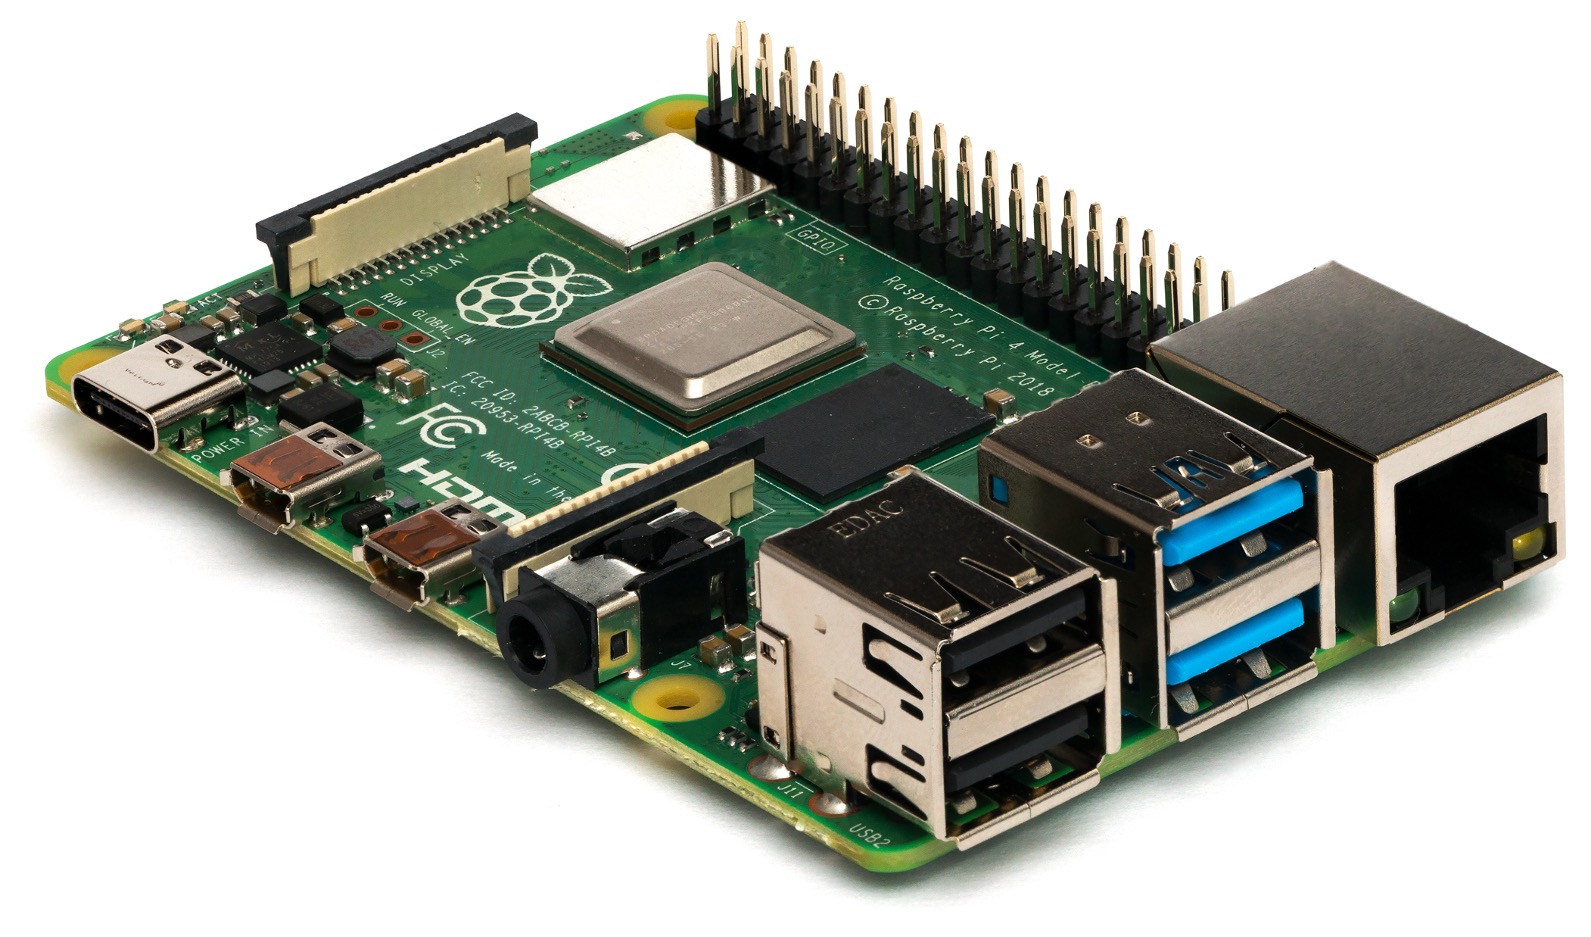 GPIO
Raspberry Pi 4 Model
©Raspberry Pi 2018
DISPLAY
RUN
GLOBAL_EN
J2
POWER IN
FCC ID: 2ABCB-RPI4B
IC: 20953-RPI4B
FC
Made in the
EDAC
J7
J11
USB2